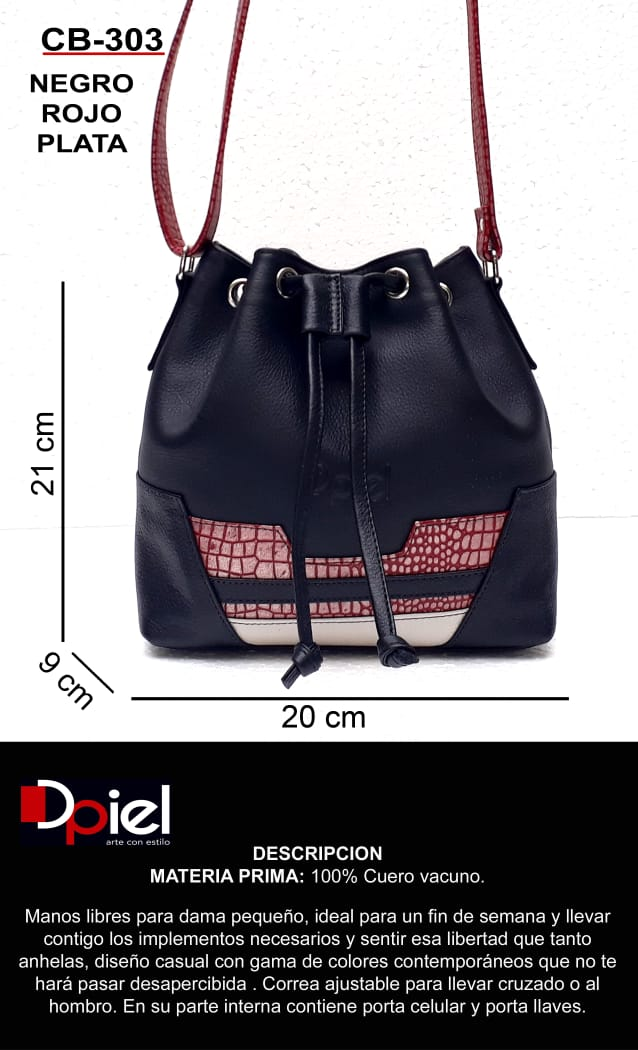 CB-303
NEGRO
ROJO
PLATA
21 cm
9 cm
20 cm
Dpiel
Dpiel
arte con estilo
DESCRIPCION
MATERIA PRIMA: 100% Cuero vacuno.
Manos libres para dama pequeño, ideal para un fin de semana y llevar
contigo los implementos necesarios y sentir esa libertad que tanto
anhelas, diseño casual con gama de colores contemporáneos que no te
hará pasar desapercibida . Correa ajustable para llevar cruzado o al
hombro. En su parte interna contiene porta celular y porta llaves.